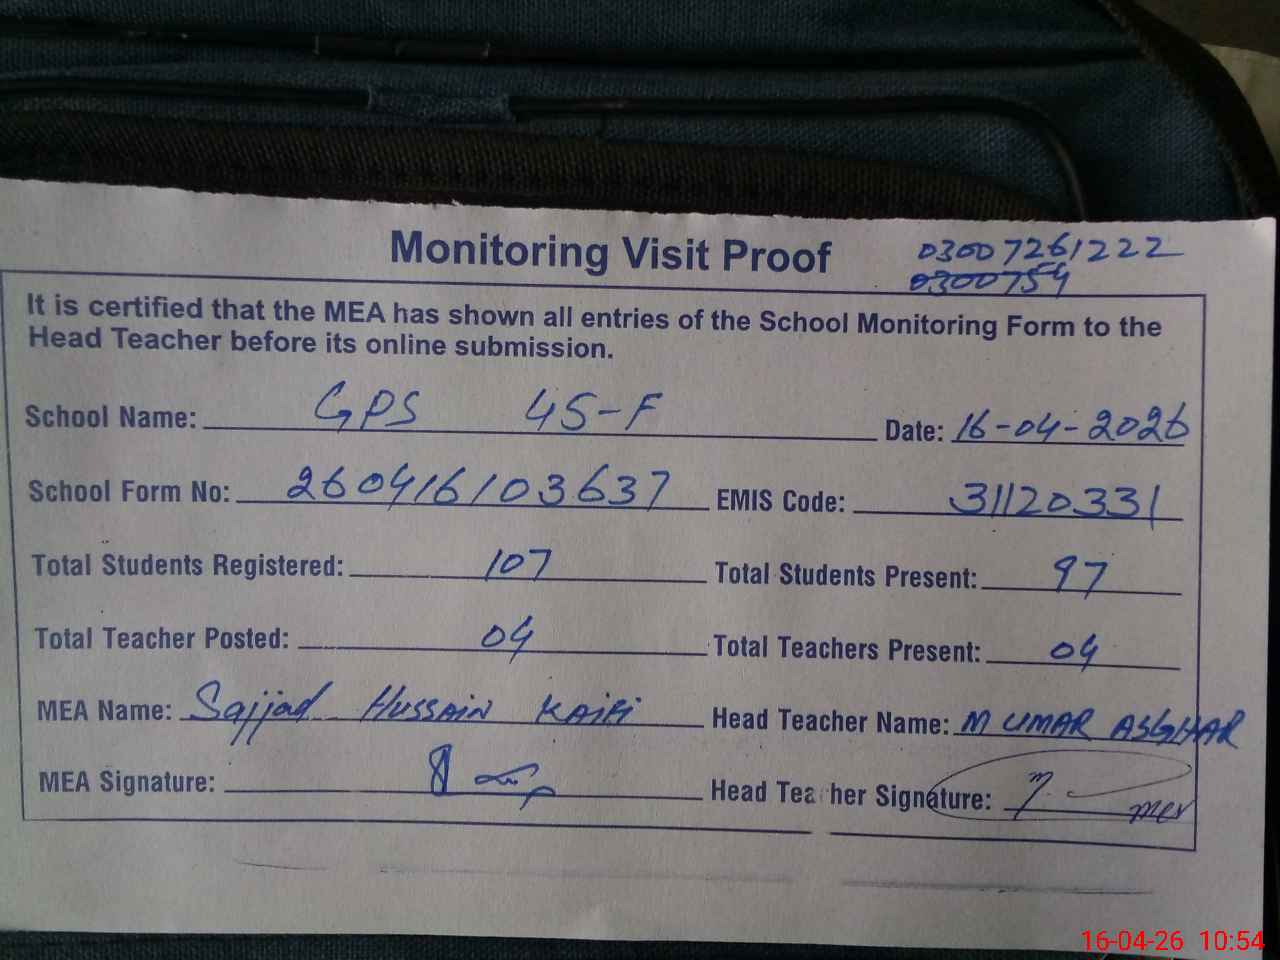 Monitoring Visit Proof
03007261222
0300754
It is certified that the MEA has shown all entries of the School Monitoring Form to the
Head Teacher before its online submission.
School Name: GPS 45-F Date: 16-04-2026
School Form No: 260416103637 EMIS Code: 31120331
Total Students Registered: 107 Total Students Present: 97
Total Teacher Posted: 04 Total Teachers Present: 04
MEA Name: Sajjad Hussain Kaifi Head Teacher Name: M UMAR ASGHAR
MEA Signature: Head Teacher Signature:
16-04-26 10:54